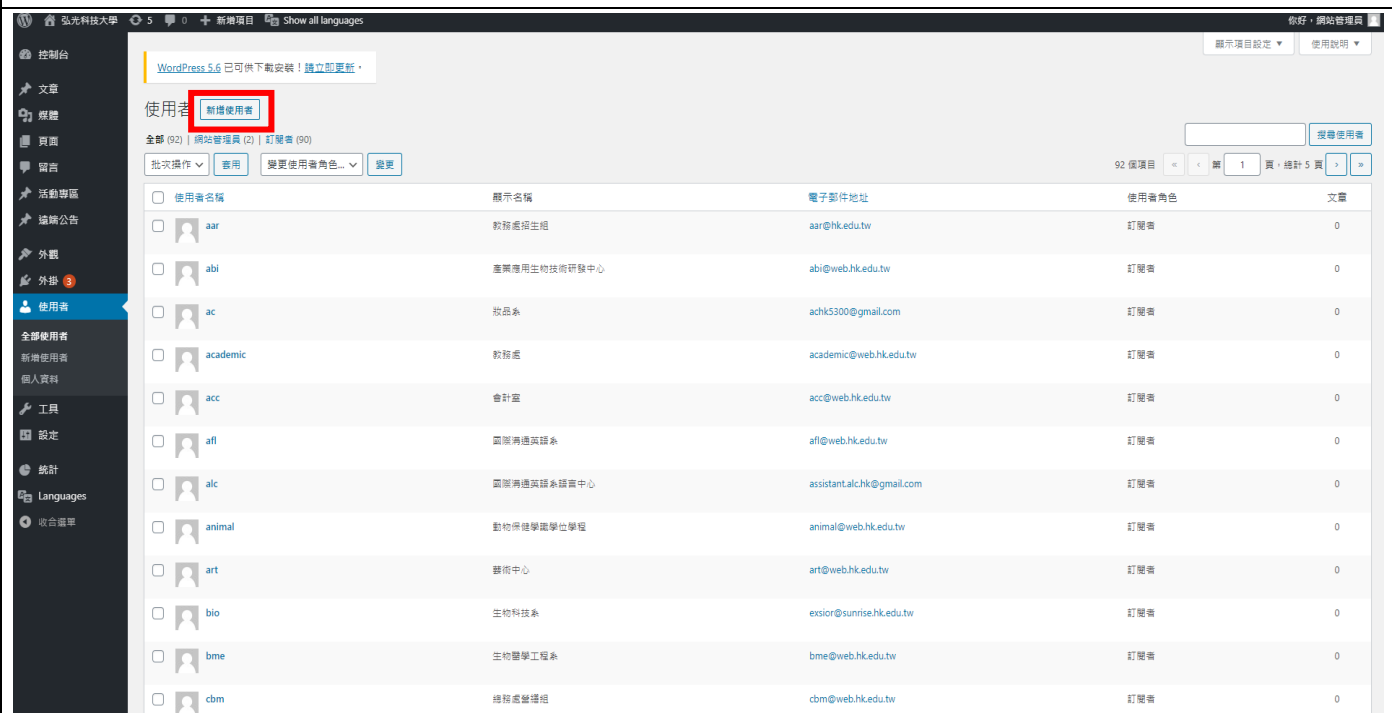 弘光科技大學 5 0 + 新增項目 Show all languages 你好，網站管理員
顯示項目設定 ▼ 使用說明 ▼
控制台
文章
媒體
頁面
留言
活動專區
遠端公告
外觀
外掛 3
使用者
全部使用者
新增使用者
個人資料
工具
設定
統計
Languages
收合選單
WordPress 5.6 已可供下載安裝！請立即更新。
使用者 新增使用者
全部 (92) | 網站管理員 (2) | 訂閱者 (90)
搜尋使用者
批次操作 套用 變更使用者角色... 變更
92 個項目 « ‹ 第 1 頁，總計 5 頁 › »
使用者名稱 顯示名稱 電子郵件地址 使用者角色 文章
aar 教務處招生組 aar@hk.edu.tw 訂閱者 0
abi 產業應用生物技術研發中心 abi@web.hk.edu.tw 訂閱者 0
ac 妝品系 achk5300@gmail.com 訂閱者 0
academic 教務處 academic@web.hk.edu.tw 訂閱者 0
acc 會計室 acc@web.hk.edu.tw 訂閱者 0
afl 國際溝通英語系 afl@web.hk.edu.tw 訂閱者 0
alc 國際溝通英語系語言中心 assistant.alc.hk@gmail.com 訂閱者 0
animal 動物保健學士學位學程 animal@web.hk.edu.tw 訂閱者 0
art 藝術中心 art@web.hk.edu.tw 訂閱者 0
bio 生物科技系 exsior@sunrise.hk.edu.tw 訂閱者 0
bme 生物醫學工程系 bme@web.hk.edu.tw 訂閱者 0
cbm 總務處營繕組 cbm@web.hk.edu.tw 訂閱者 0